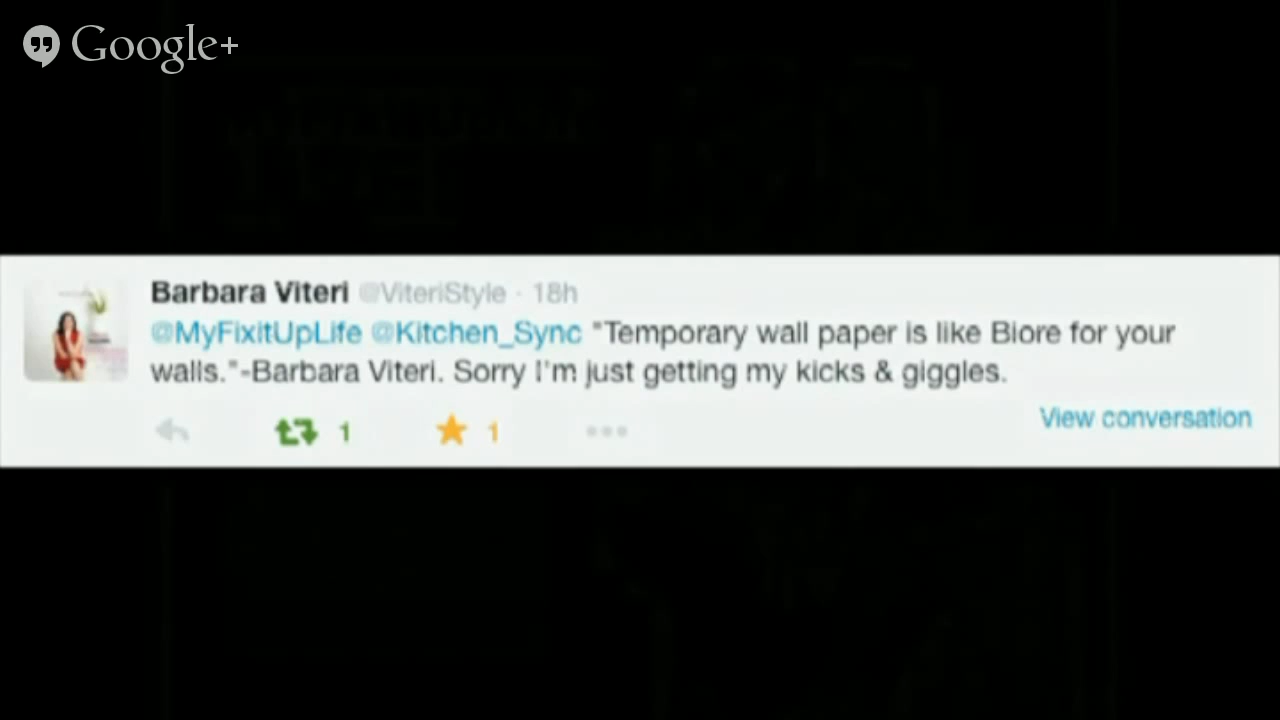 Google+
Barbara Viteri @ViteriStyle · 18h
@MyFixitUpLife @Kitchen_Sync "Temporary wall paper is like Biore for your
walls."-Barbara Viteri. Sorry I'm just getting my kicks & giggles.
1 1
View conversation